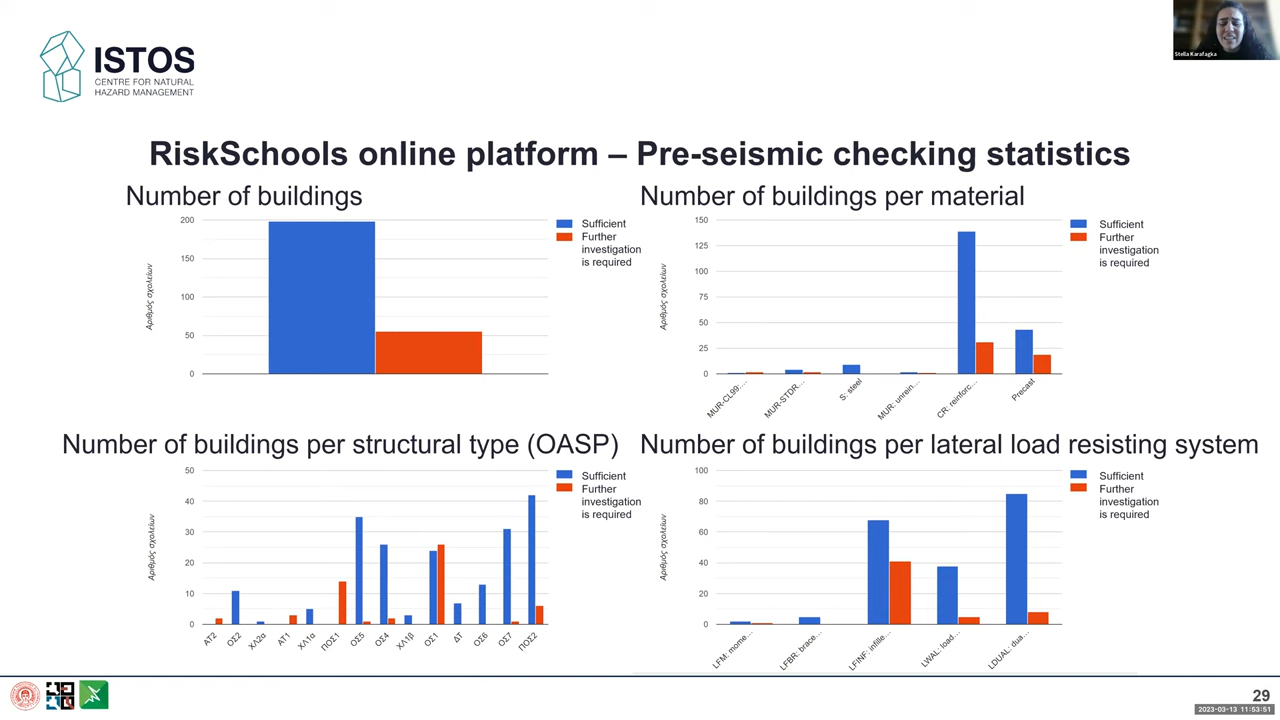 Stella Karafagka
ISTOS
CENTRE FOR NATURAL
HAZARD MANAGEMENT
RiskSchools online platform – Pre-seismic checking statistics
Number of buildings
200
150
100
50
0
Αριθμός σχολείων
Sufficient
Further
investigation
is required
Number of buildings per material
150
125
100
75
50
25
0
Αριθμός σχολείων
MUR-CL99:...
MUR-STDR...
S: steel
MUR: unrein...
CR: reinforc...
Precast
Sufficient
Further
investigation
is required
Number of buildings per structural type (OASP)
50
40
30
20
10
0
Αριθμός σχολείων
ΑΤ2
ΟΣ2
ΧΛ2α
ΑΤ1
ΧΛ1α
ΠΟΣ1
ΟΣ5
ΟΣ4
ΧΛ1β
ΟΣ1
ΔΤ
ΟΣ6
ΟΣ7
ΠΟΣ2
Sufficient
Further
investigation
is required
Number of buildings per lateral load resisting system
100
80
60
40
20
0
Αριθμός σχολείων
LFM: mome...
LFBR: brace...
LFINF: infille...
LWAL: load...
LDUAL: dua...
Sufficient
Further
investigation
is required
29
2023-03-13 11:53:51